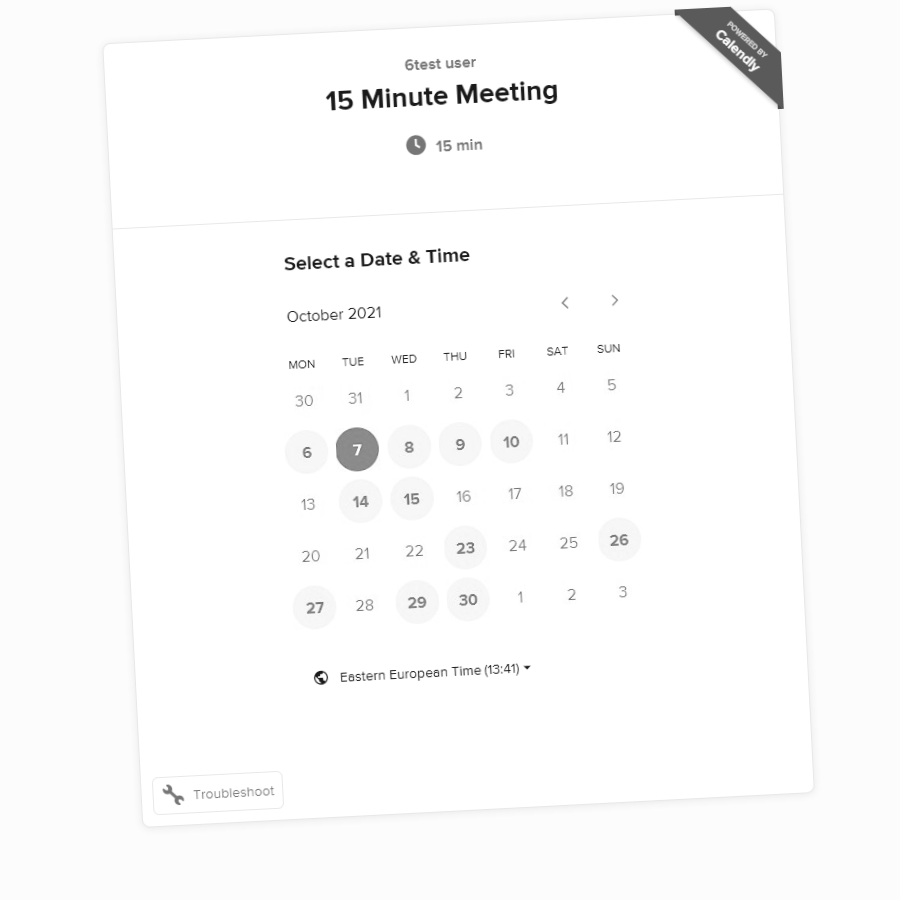 POWERED BY
Calendly
6test user
15 Minute Meeting
15 min
Select a Date & Time
October 2021
MON TUE WED THU FRI SAT SUN
30 31 1 2 3 4 5
6 7 8 9 10 11 12
13 14 15 16 17 18 19
20 21 22 23 24 25 26
27 28 29 30 1 2 3
Eastern European Time (13:41)
Troubleshoot